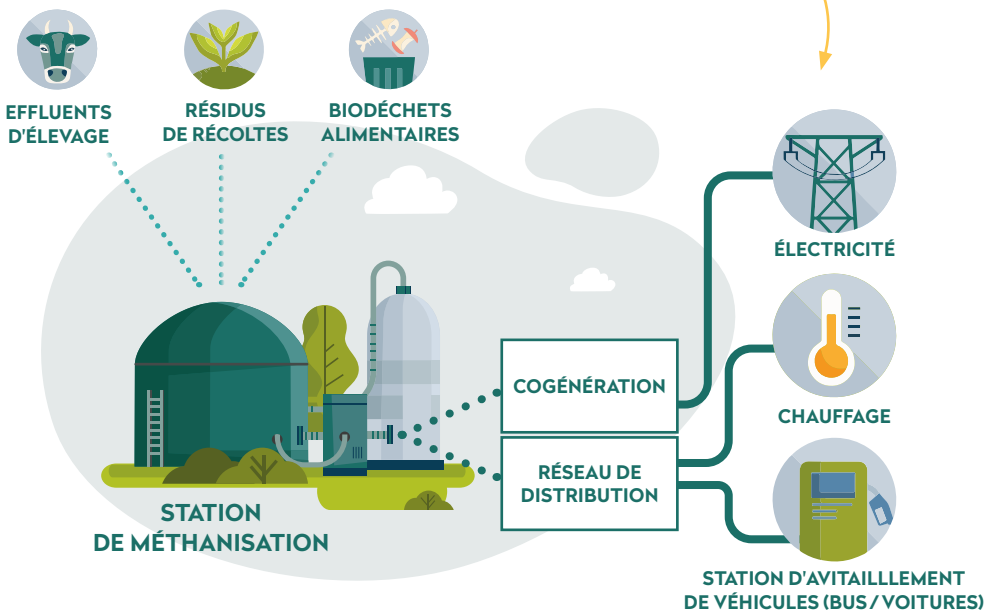 EFFLUENTS
D'ÉLEVAGE
RÉSIDUS
DE RÉCOLTES
BIODÉCHETS
ALIMENTAIRES
ÉLECTRICITÉ
COGÉNÉRATION
CHAUFFAGE
RÉSEAU DE
DISTRIBUTION
STATION
DE MÉTHANISATION
STATION D'AVITAILLLEMENT
DE VÉHICULES (BUS / VOITURES)